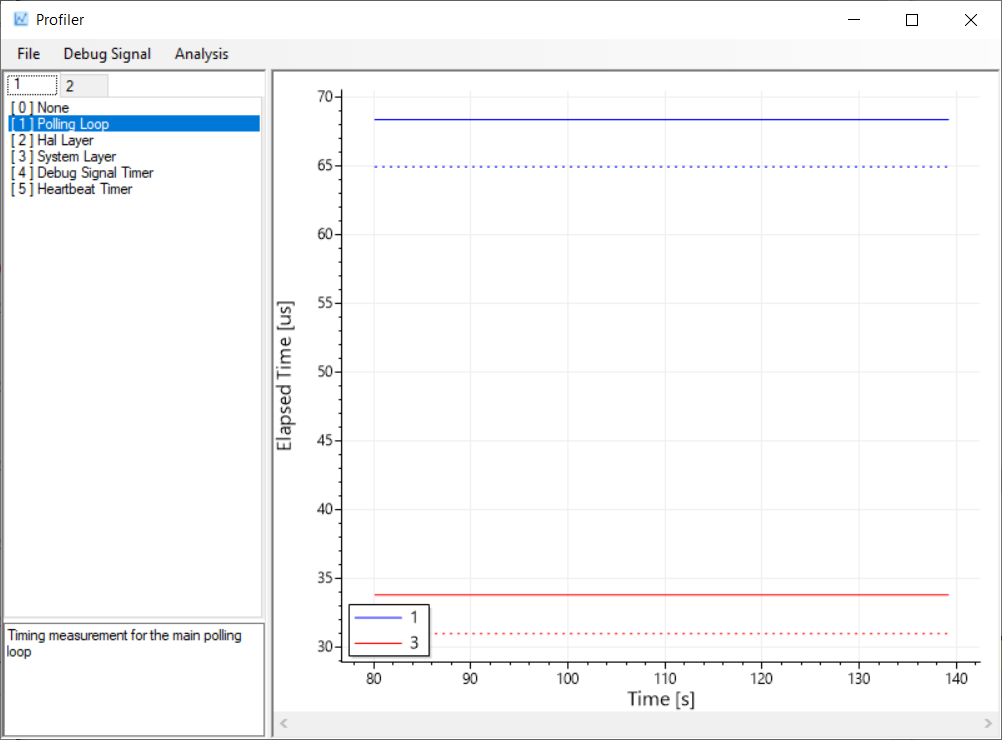 Profiler
File Debug Signal Analysis
1 2
[ 0 ] None
[ 1 ] Polling Loop
[ 2 ] Hal Layer
[ 3 ] System Layer
[ 4 ] Debug Signal Timer
[ 5 ] Heartbeat Timer
Timing measurement for the main polling
loop
Elapsed Time [us]
70
65
60
55
50
45
40
35
30
1
3
80 90 100 110 120 130 140
Time [s]